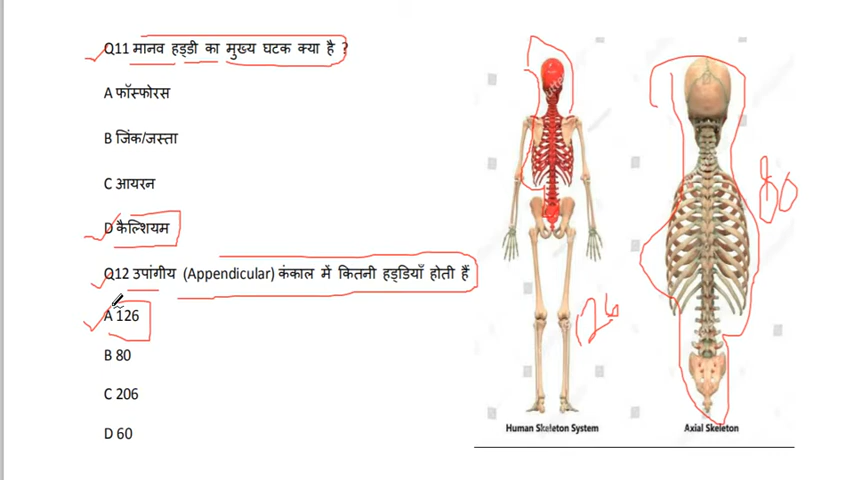 Q11 मानव हड्डी का मुख्य घटक क्या है ?
A फॉस्फोरस
B जिंक/जस्ता
C आयरन
D कैल्शियम
Q12 उपांगीय (Appendicular) कंकाल में कितनी हड्डियाँ होती हैं
A 126
B 80
C 206
D 60
126
Human Skeleton System
80
Axial Skeleton